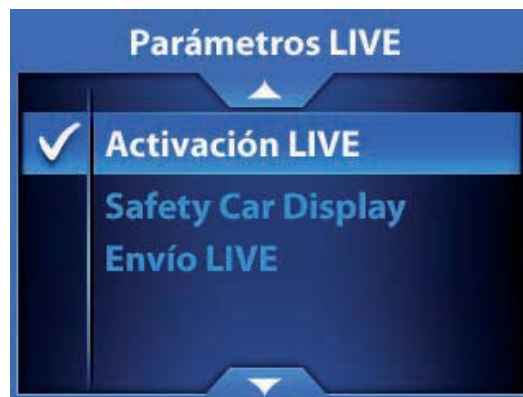 Parámetros LIVE
Activación LIVE
Safety Car Display
Envío LIVE